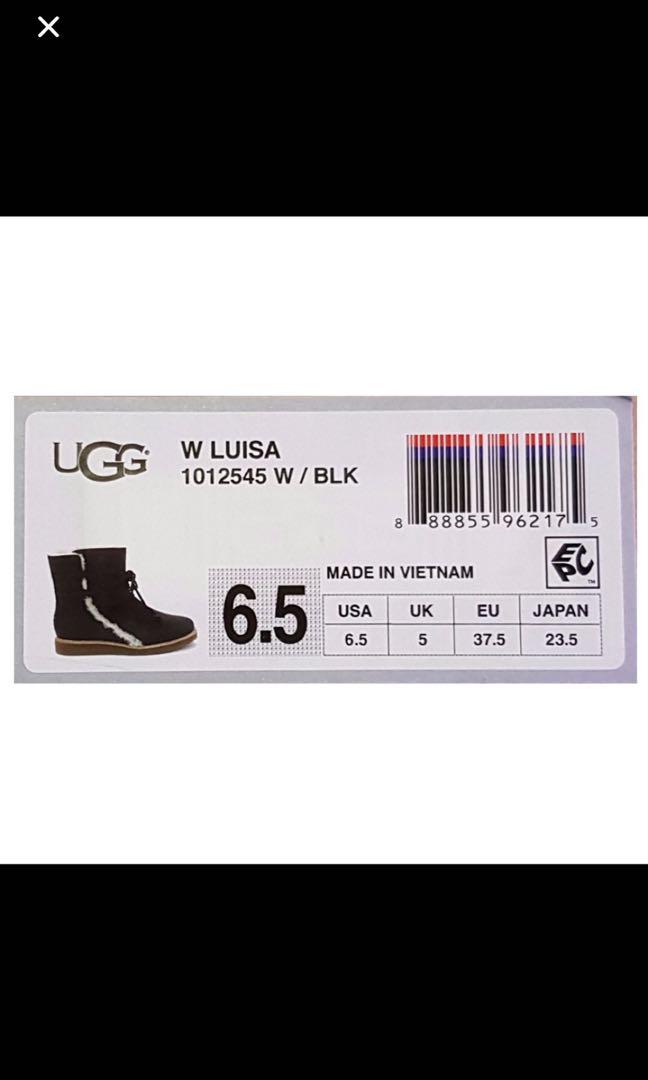 UGG®
W LUISA
1012545 W / BLK
8 88855 96217 5
EPC™
MADE IN VIETNAM
6.5
USA UK EU JAPAN
6.5 5 37.5 23.5